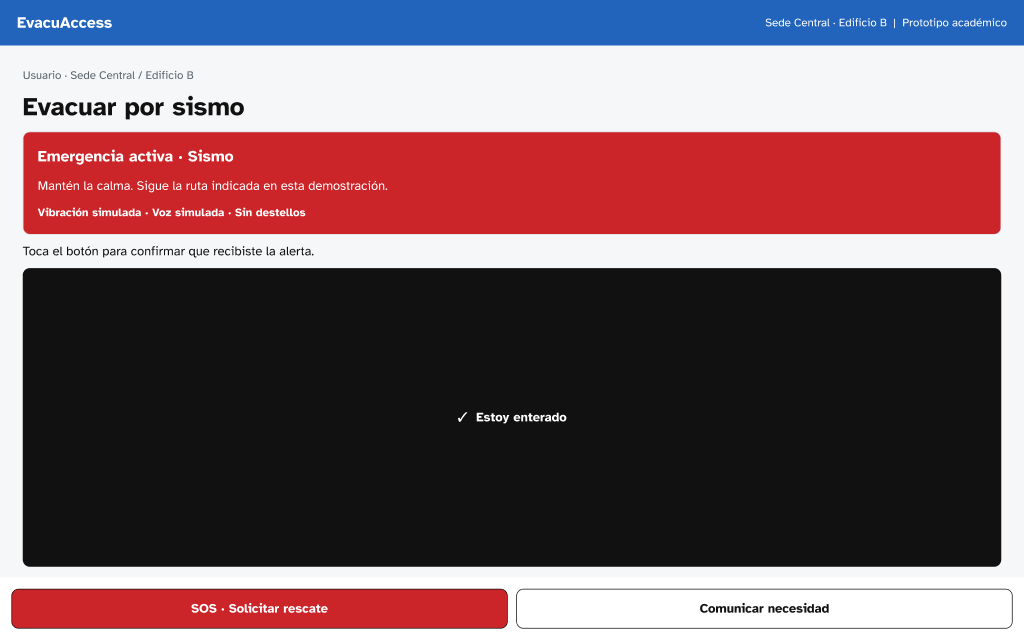 EvacuAccess
Sede Central · Edificio B | Prototipo académico
Usuario · Sede Central / Edificio B
Evacuar por sismo
Emergencia activa · Sismo
Mantén la calma. Sigue la ruta indicada en esta demostración.
Vibración simulada · Voz simulada · Sin destellos
Toca el botón para confirmar que recibiste la alerta.
✓ Estoy enterado
SOS · Solicitar rescate
Comunicar necesidad